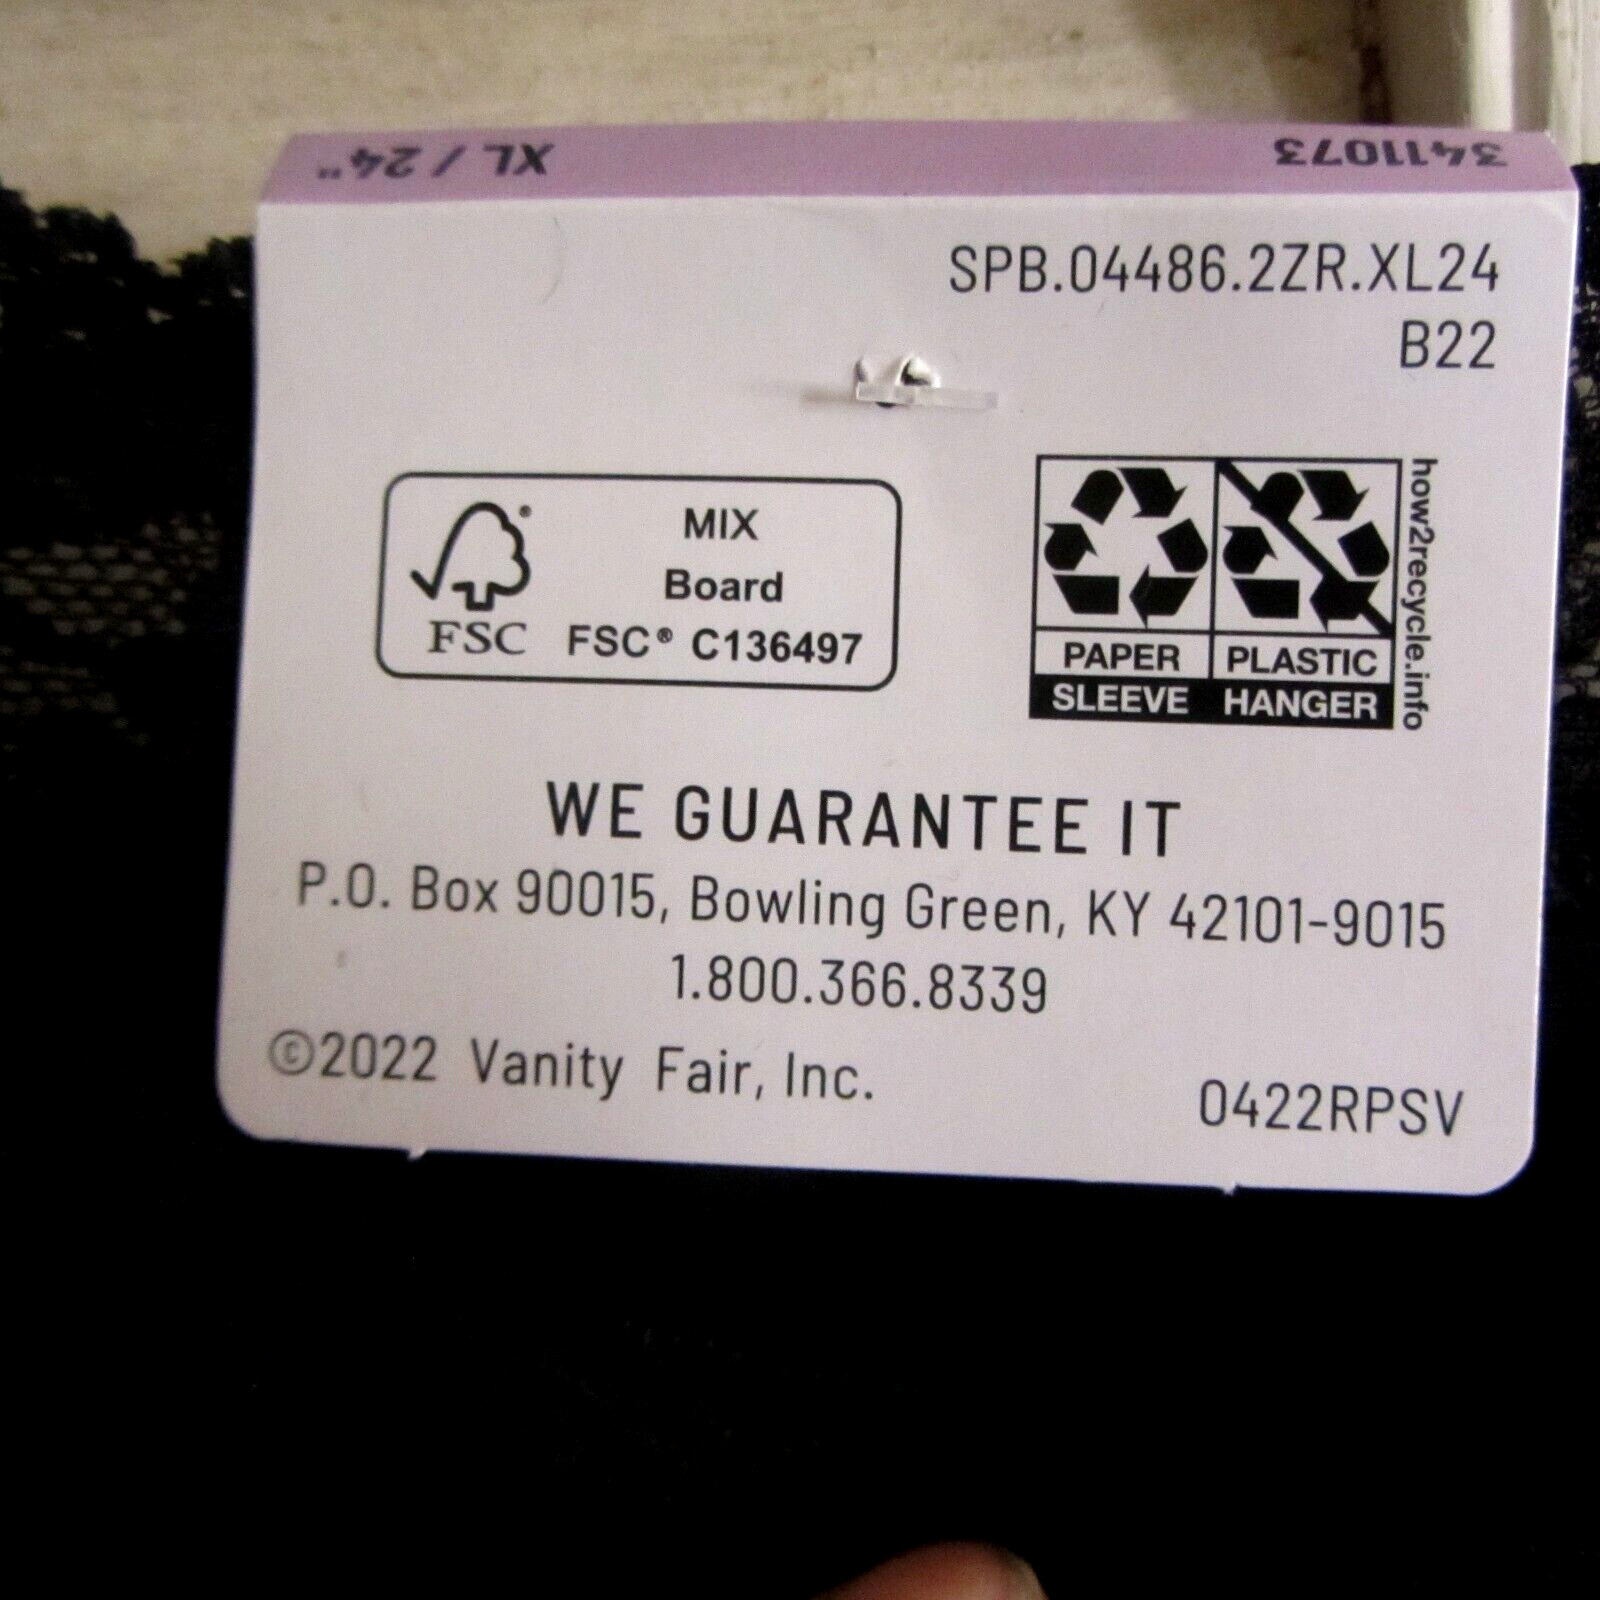 XL / 24"
3411073
SPB.04486.2ZR.XL24
B22
MIX
Board
FSC® C136497
FSC
®
PAPER
SLEEVE
PLASTIC
HANGER
how2recycle.info
WE GUARANTEE IT
P.O. Box 90015, Bowling Green, KY 42101-9015
1.800.366.8339
©2022 Vanity Fair, Inc.
0422RPSV